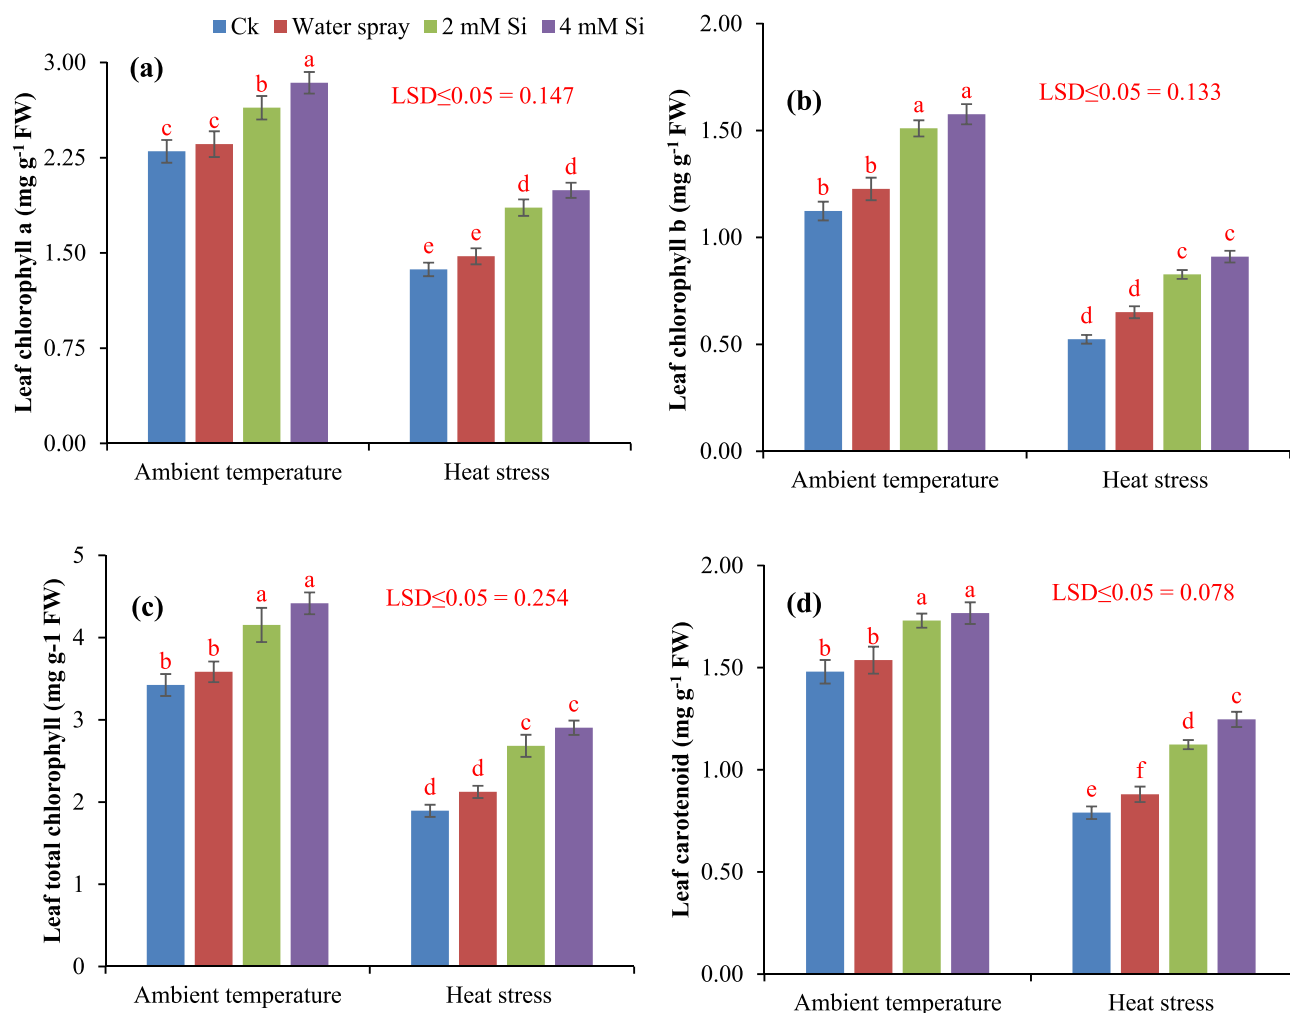 Ck Water spray 2 mM Si 4 mM Si
(a)
LSD≤0.05 = 0.147
Leaf chlorophyll a (mg g-1 FW)
3.00
2.25
1.50
0.75
0.00
c c b a
e e d d
Ambient temperature Heat stress
(b)
LSD≤0.05 = 0.133
Leaf chlorophyll b (mg g-1 FW)
2.00
1.50
1.00
0.50
0.00
b b a a
d d c c
Ambient temperature Heat stress
(c)
LSD≤0.05 = 0.254
Leaf total chlorophyll (mg g-1 FW)
5
4
3
2
1
0
b b a a
d d c c
Ambient temperature Heat stress
(d)
LSD≤0.05 = 0.078
Leaf carotenoid (mg g-1 FW)
2.00
1.50
1.00
0.50
0.00
b b a a
e f d c
Ambient temperature Heat stress